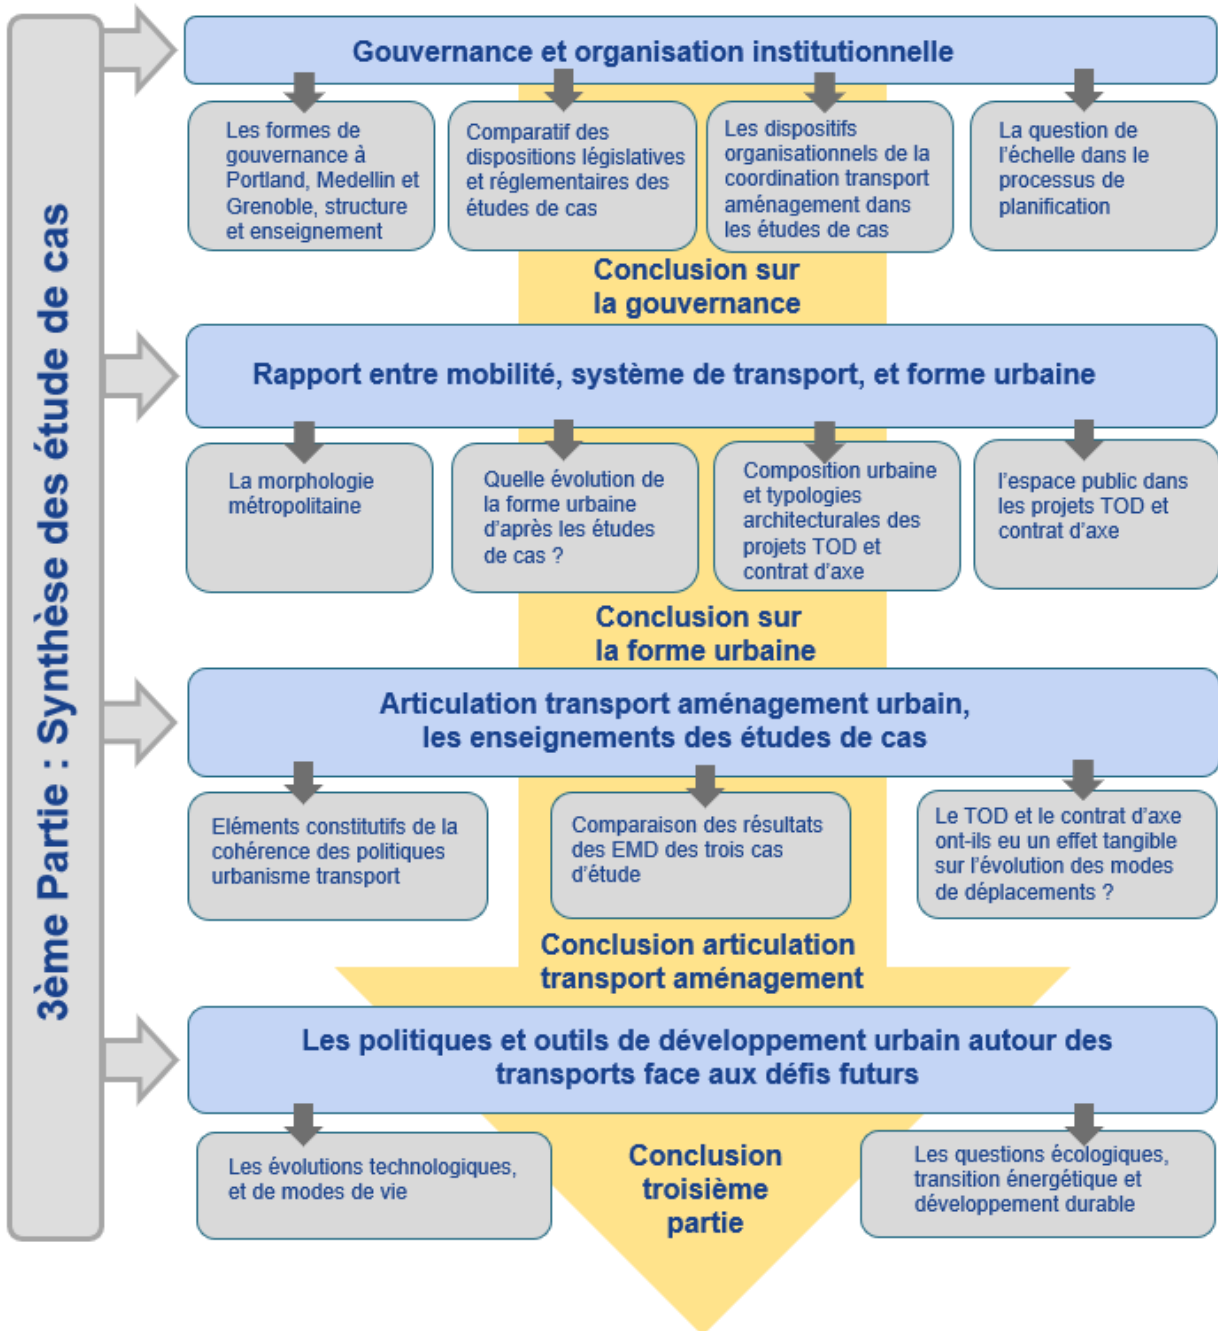 3ème Partie : Synthèse des étude de cas
Gouvernance et organisation institutionnelle
Les formes de
gouvernance à
Portland, Medellin et
Grenoble, structure
et enseignement
Comparatif des
dispositions législatives
et réglementaires des
études de cas
Les dispositifs
organisationnels de la
coordination transport
aménagement dans
les études de cas
La question de
l'échelle dans le
processus de
planification
Conclusion sur
la gouvernance
Rapport entre mobilité, système de transport, et forme urbaine
La morphologie
métropolitaine
Quelle évolution de
la forme urbaine
d'après les études
de cas ?
Composition urbaine
et typologies
architecturales des
projets TOD et
contrat d'axe
l'espace public dans
les projets TOD et
contrat d'axe
Conclusion sur
la forme urbaine
Articulation transport aménagement urbain,
les enseignements des études de cas
Eléments constitutifs de la
cohérence des politiques
urbanisme transport
Comparaison des résultats
des EMD des trois cas
d'étude
Le TOD et le contrat d'axe
ont-ils eu un effet tangible
sur l'évolution des modes
de déplacements ?
Conclusion articulation
transport aménagement
Les politiques et outils de développement urbain autour des
transports face aux défis futurs
Les évolutions technologiques,
et de modes de vie
Conclusion
troisième
partie
Les questions écologiques,
transition énergétique et
développement durable